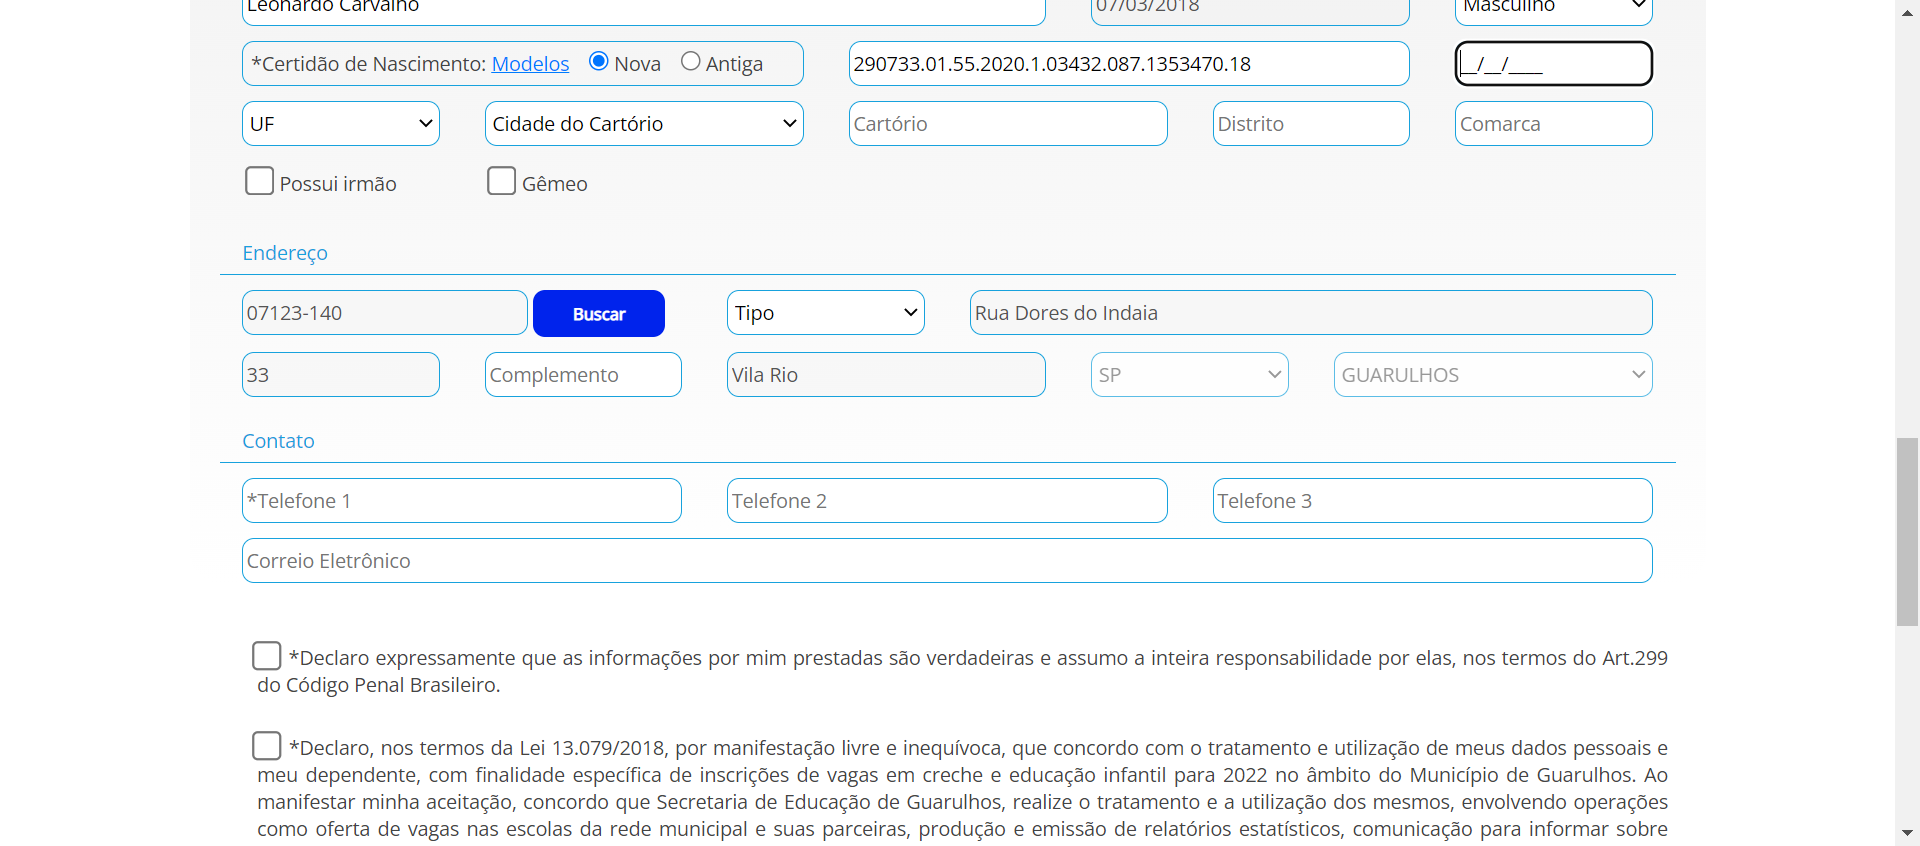 Leonardo Carvalho 07/03/2018 Masculino
*Certidão de Nascimento: Modelos Nova Antiga 290733.01.55.2020.1.03432.087.1353470.18 __/__/____
UF Cidade do Cartório Cartório Distrito Comarca
Possui irmão Gêmeo
Endereço
07123-140 Buscar Tipo Rua Dores do Indaia
33 Complemento Vila Rio SP GUARULHOS
Contato
*Telefone 1 Telefone 2 Telefone 3
Correio Eletrônico
*Declaro expressamente que as informações por mim prestadas são verdadeiras e assumo a inteira responsabilidade por elas, nos termos do Art.299
do Código Penal Brasileiro.
*Declaro, nos termos da Lei 13.079/2018, por manifestação livre e inequívoca, que concordo com o tratamento e utilização de meus dados pessoais e
meu dependente, com finalidade específica de inscrições de vagas em creche e educação infantil para 2022 no âmbito do Município de Guarulhos. Ao
manifestar minha aceitação, concordo que Secretaria de Educação de Guarulhos, realize o tratamento e a utilização dos mesmos, envolvendo operações
como oferta de vagas nas escolas da rede municipal e suas parceiras, produção e emissão de relatórios estatísticos, comunicação para informar sobre